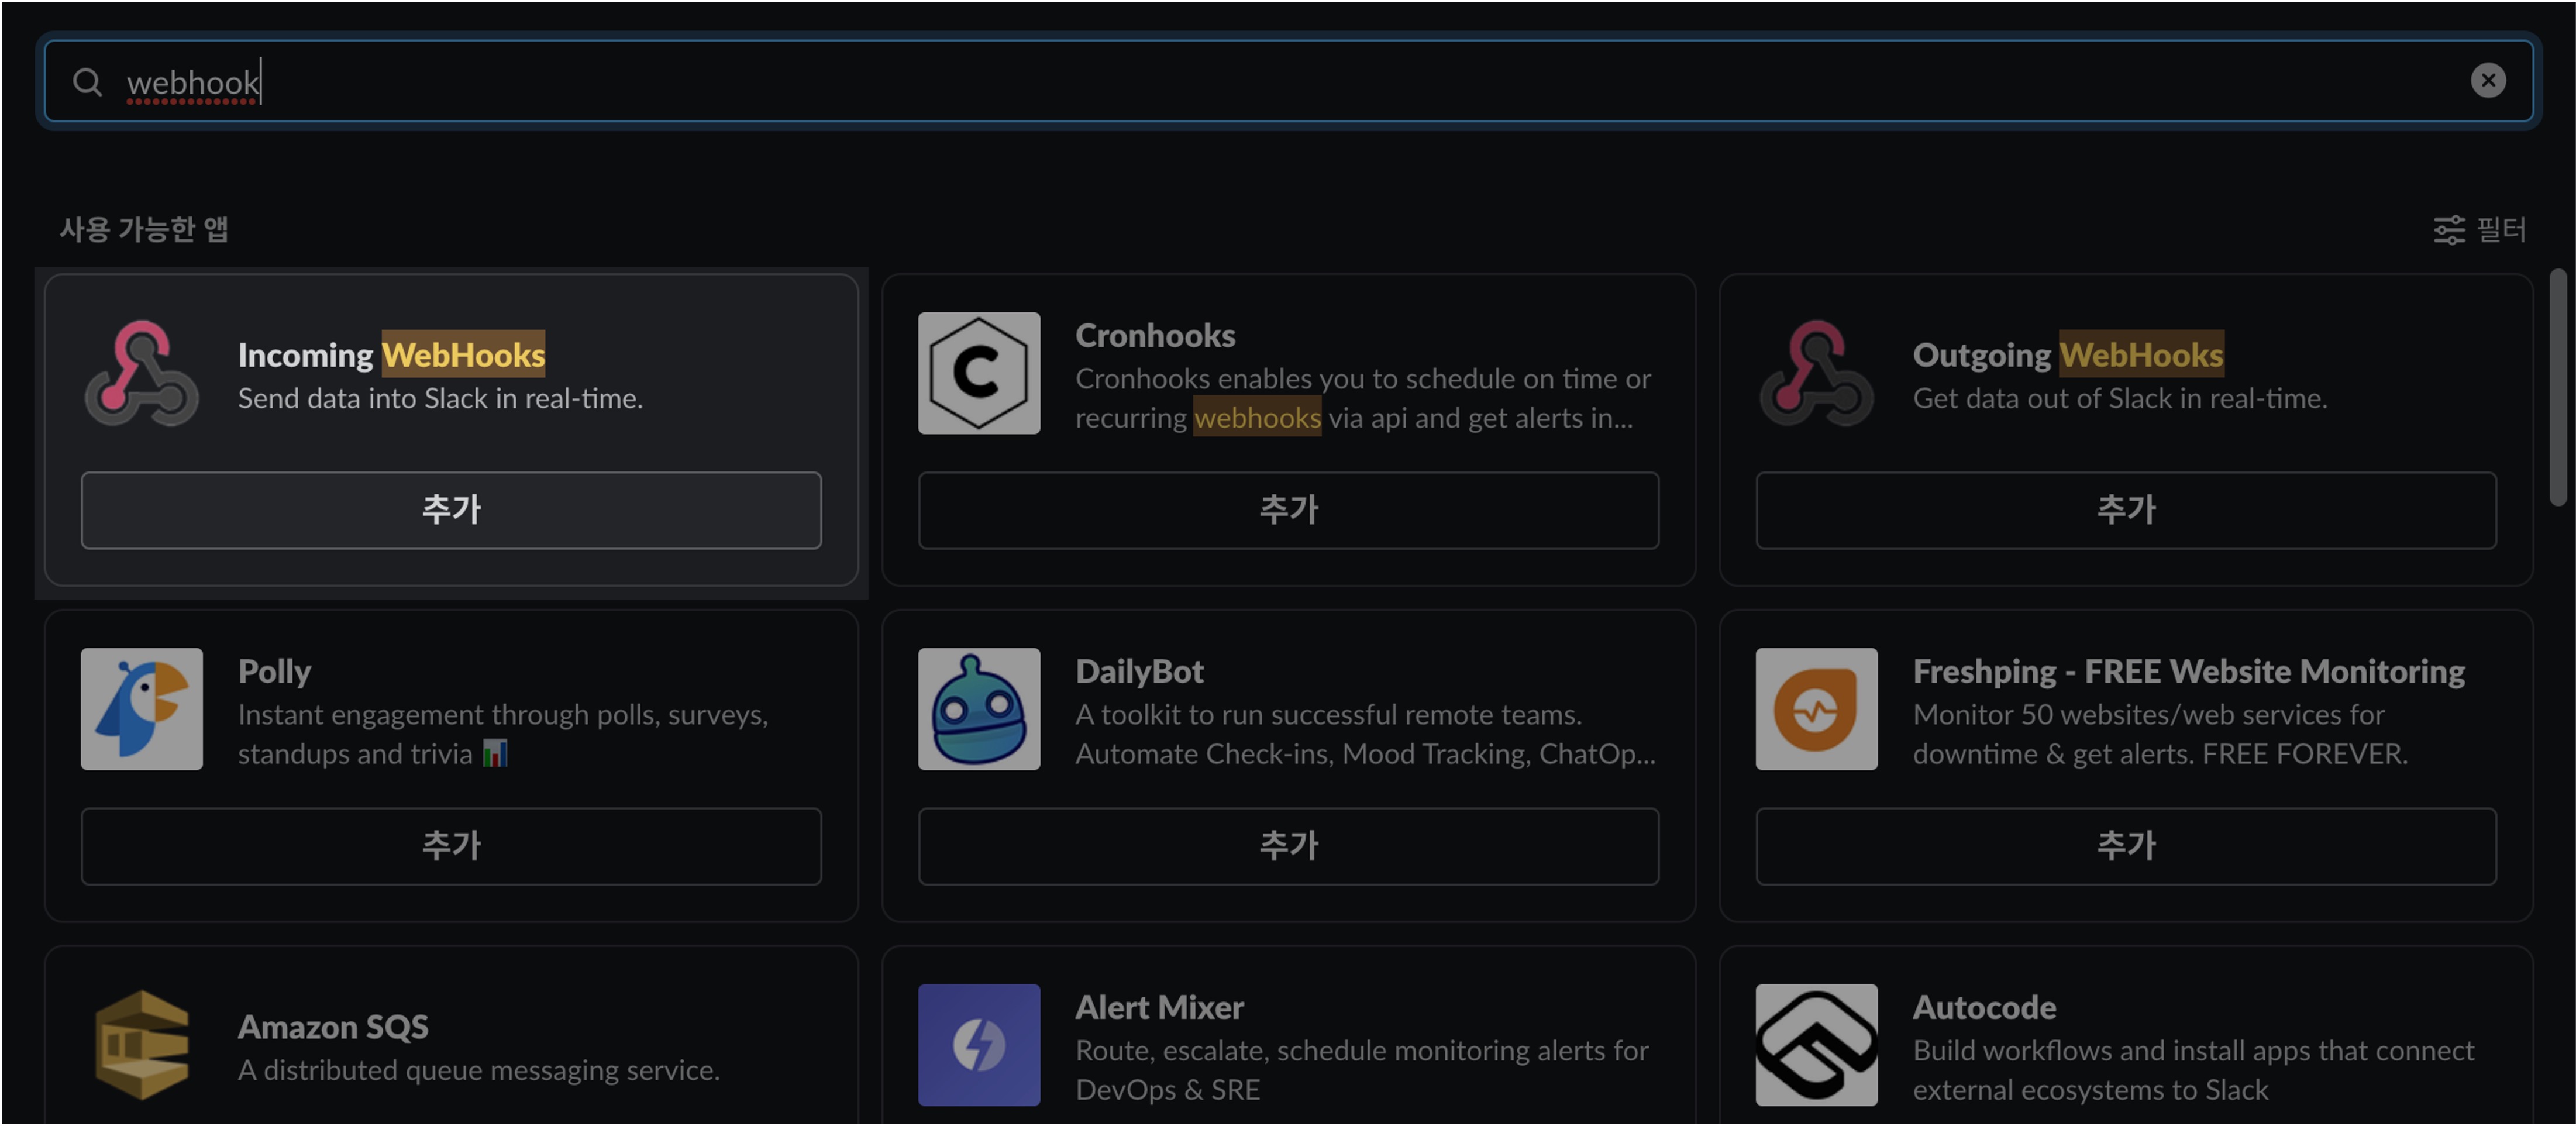 webhook
사용 가능한 앱
필터
Incoming WebHooks
Send data into Slack in real-time.
추가
Cronhooks
Cronhooks enables you to schedule on time or
recurring webhooks via api and get alerts in...
추가
Outgoing WebHooks
Get data out of Slack in real-time.
추가
Polly
Instant engagement through polls, surveys,
standups and trivia 📊
추가
DailyBot
A toolkit to run successful remote teams.
Automate Check-ins, Mood Tracking, ChatOp...
추가
Freshping - FREE Website Monitoring
Monitor 50 websites/web services for
downtime & get alerts. FREE FOREVER.
추가
Amazon SQS
A distributed queue messaging service.
Alert Mixer
Route, escalate, schedule monitoring alerts for
DevOps & SRE
Autocode
Build workflows and install apps that connect
external ecosystems to Slack